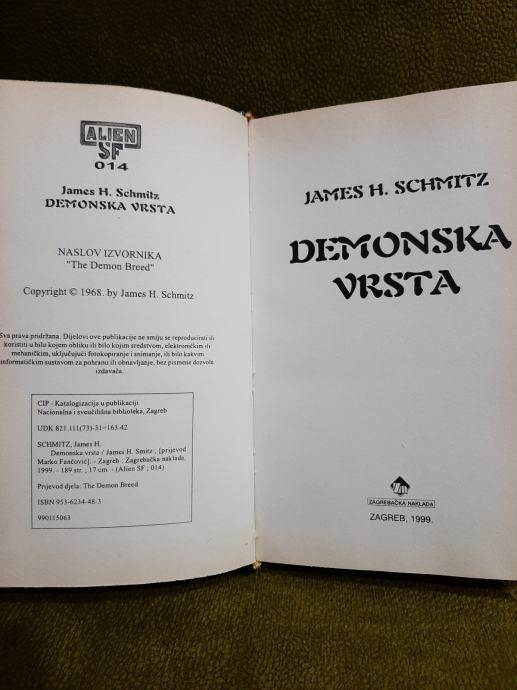 ALIEN
SF
014
James H. Schmitz
DEMONSKA VRSTA
NASLOV IZVORNIKA
"The Demon Breed"
Copyright © 1968. by James H. Schmitz
Sva prava pridržana. Dijelovi ove publikacije ne smiju se reproducirati ili
koristiti u bilo kojem obliku ili bilo kojim sredstvom, elektroničkim ili
mehaničkim, uključujući fotokopiranje i snimanje, ili bilo kakvim
informatičkim sustavom za pohranu ili obnavljanje, bez pismene dozvole
izdavača.
CIP - Katalogizacija u publikaciji
Nacionalna i sveučilišna biblioteka, Zagreb
UDK 821.111(73)-31=163.42
SCHMITZ, James H.
Demonska vrsta / James H. Smitz ; [prijevod
Marko Fančović]. - Zagreb : Zagrebačka naklada,
1999. - 189 str. ; 17 cm. - (Alien SF ; 014)
Prijevod djela: The Demon Breed.
ISBN 953-6234-48-3
990115063
JAMES H. SCHMITZ
DEMONSKA
VRSTA
ZAGREBAČKA NAKLADA
ZAGREB, 1999.